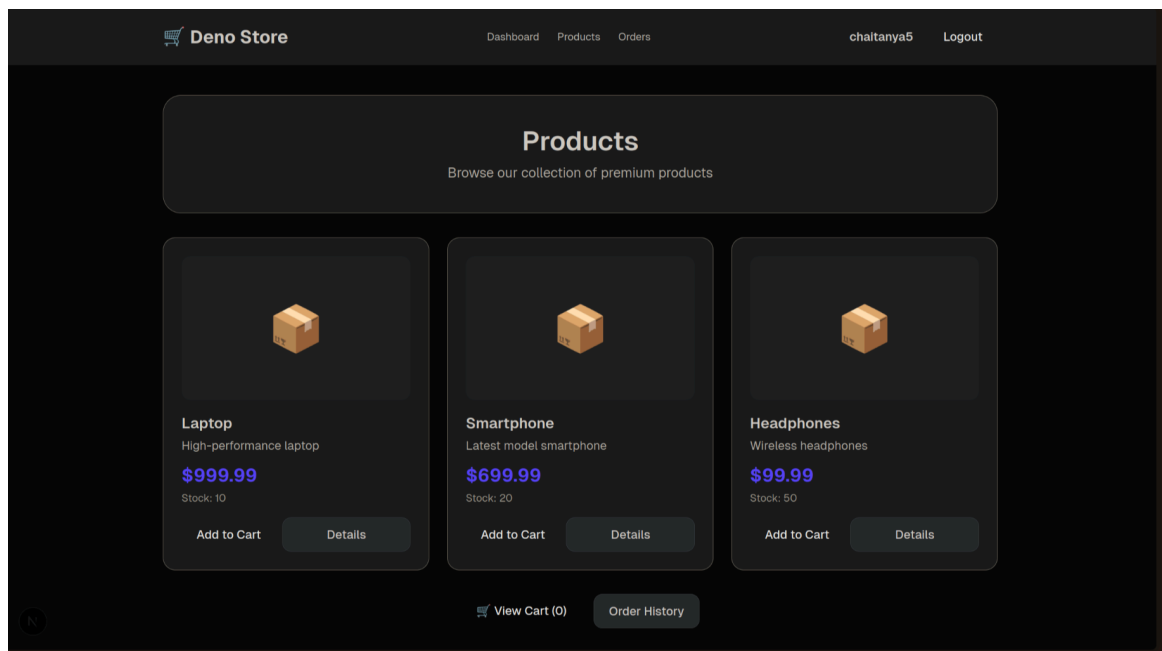 🛒 Deno Store
Dashboard Products Orders
chaitanya5 Logout
Products
Browse our collection of premium products
Laptop
High-performance laptop
$999.99
Stock: 10
Add to Cart Details
Smartphone
Latest model smartphone
$699.99
Stock: 20
Add to Cart Details
Headphones
Wireless headphones
$99.99
Stock: 50
Add to Cart Details
🛒 View Cart (0) Order History
N